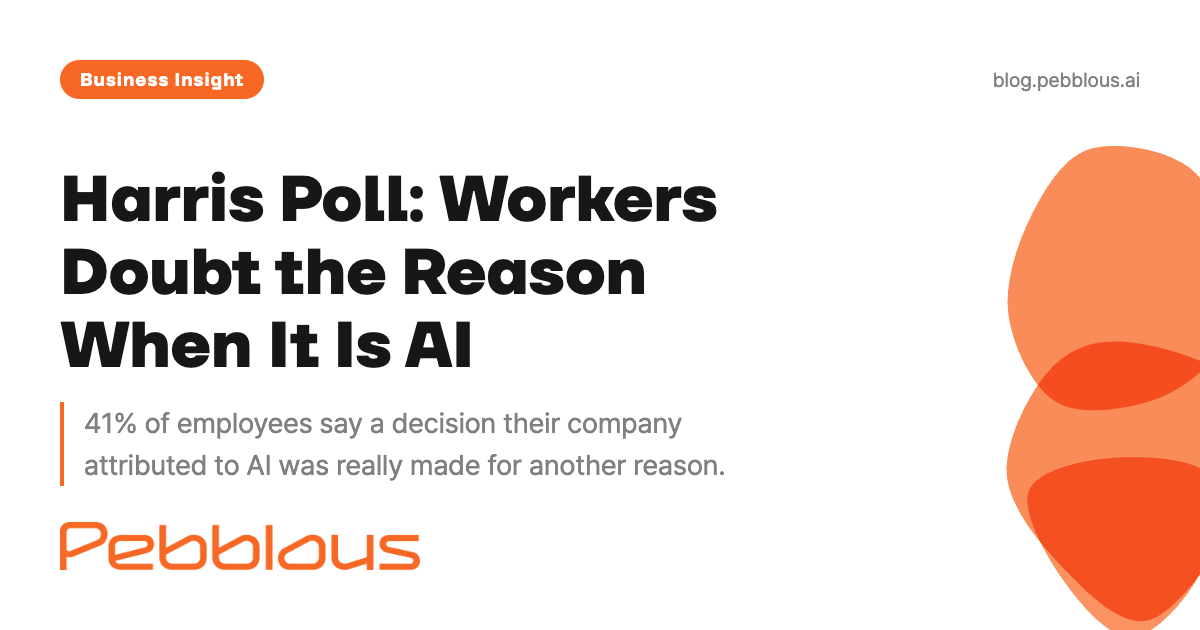 Business Insight
blog.pebblous.ai
Harris Poll: Workers
Doubt the Reason
When It Is AI
41% of employees say a decision their company
attributed to AI was really made for another reason.
Pebblous